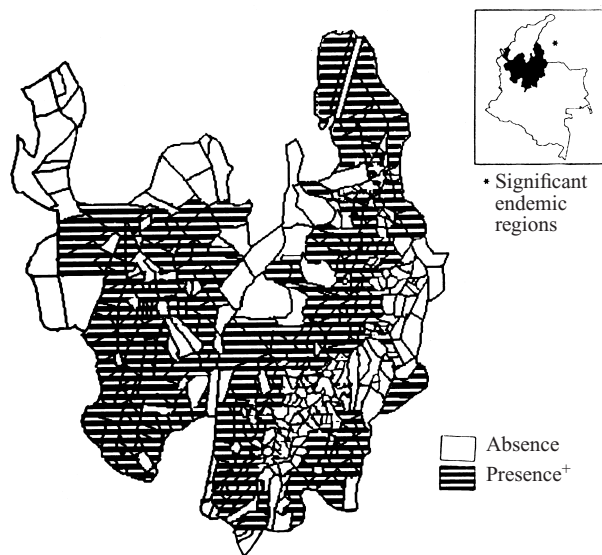 * Significant
endemic
regions
Absence
Presence+